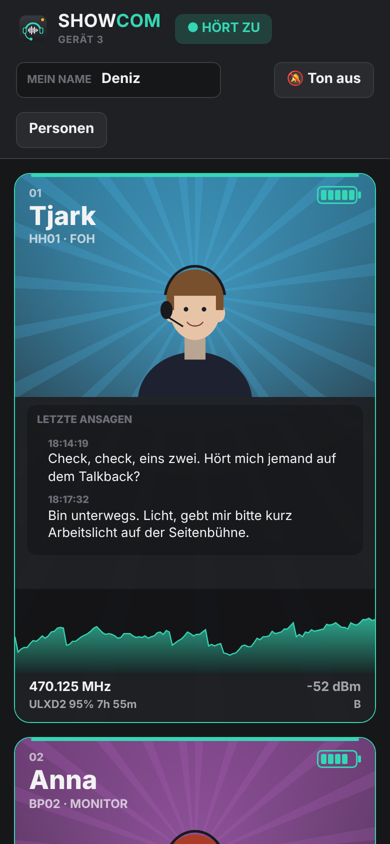 SHOWCOM
GERÄT 3
HÖRT ZU
MEIN NAME Deniz
Ton aus
Personen
01
Tjark
HH01 · FOH
LETZTE ANSAGEN
18:14:19
Check, check, eins zwei. Hört mich jemand auf
dem Talkback?
18:17:32
Bin unterwegs. Licht, gebt mir bitte kurz
Arbeitslicht auf der Seitenbühne.
470.125 MHz
-52 dBm
ULXD2 95% 7h 55m
B
02
Anna
BP02 · MONITOR